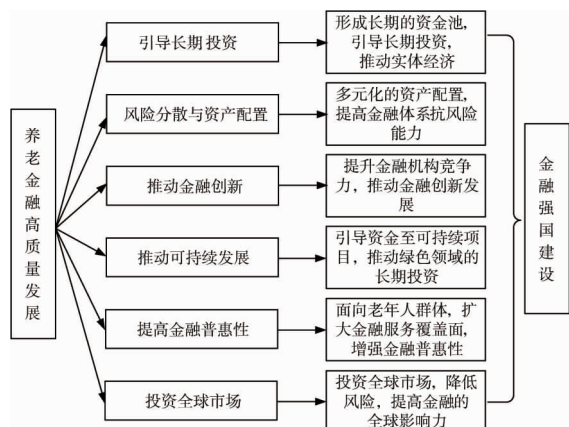 养老金融高质量发展
引导长期投资
形成长期的资金池,
引导长期投资,
推动实体经济
风险分散与资产配置
多元化的资产配置,
提高金融体系抗风险
能力
推动金融创新
提升金融机构竞争
力,推动金融创新发
展
推动可持续发展
引导资金至可持续项
目,推动绿色领域的
长期投资
提高金融普惠性
面向老年人群体,扩
大金融服务覆盖面,
增强金融普惠性
投资全球市场
投资全球市场,降低
风险,提高金融的
全球影响力
金融强国建设